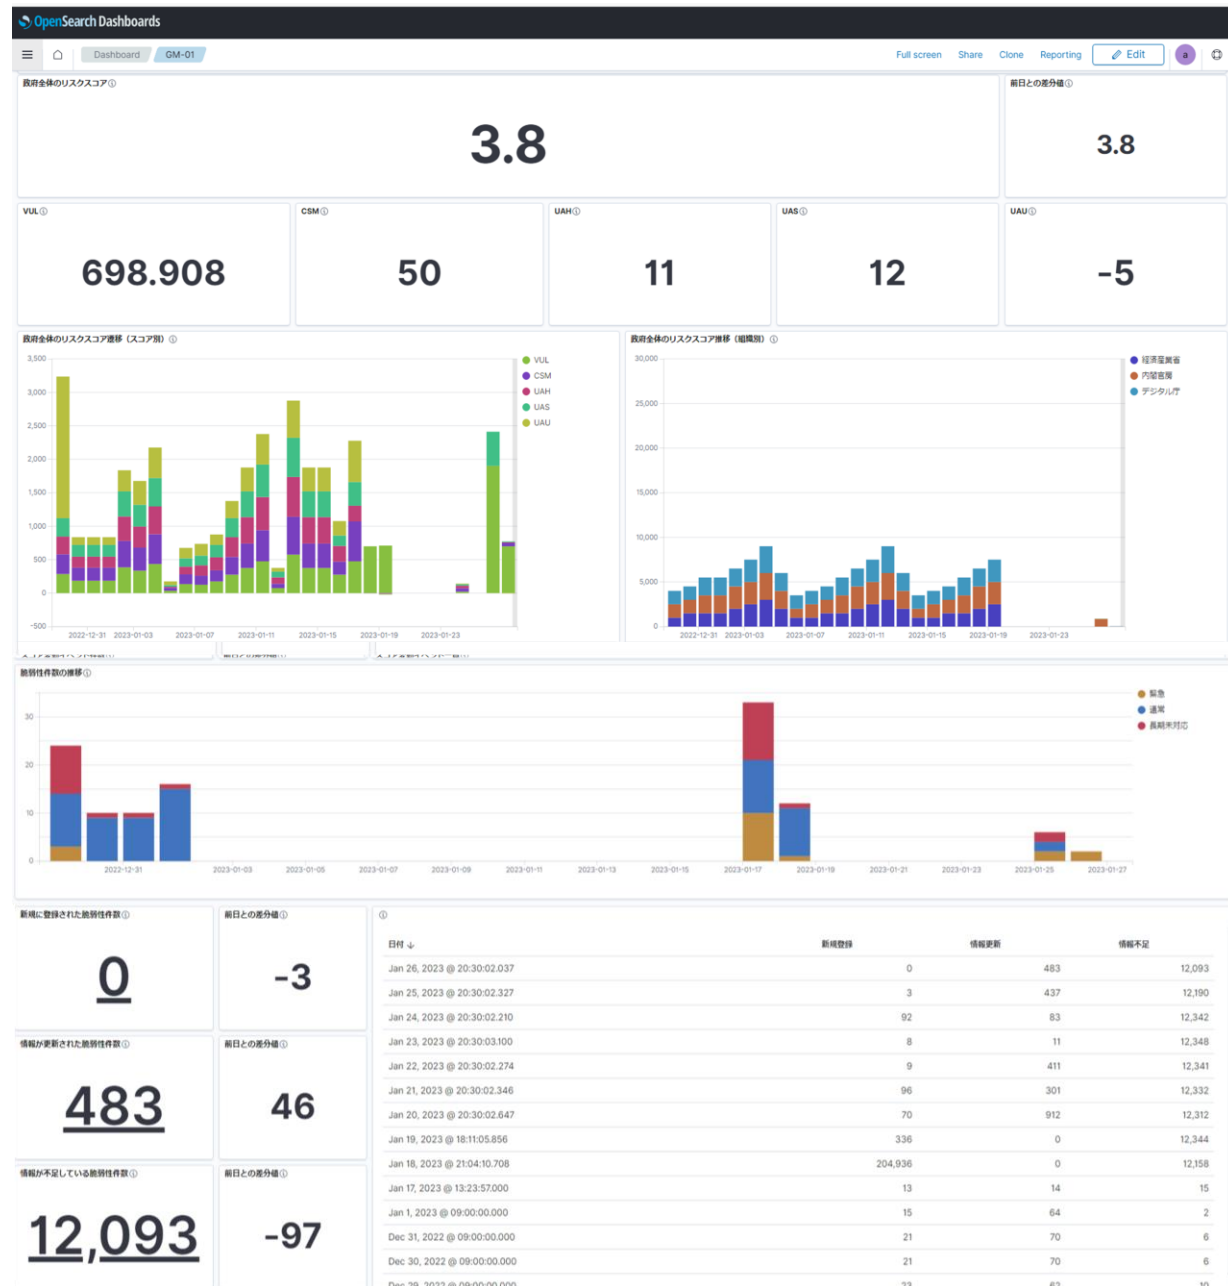 OpenSearch Dashboards
Dashboard GM-01 Full screen Share Clone Reporting Edit a
政府全体のリスクスコア 前日との差分値
3.8 3.8
VUL CSM UAH UAS UAU
698.908 50 11 12 -5
政府全体のリスクスコア遷移（スコア別） 政府全体のリスクスコア推移（組織別）
3,500
3,000
2,500
2,000
1,500
1,000
500
0
-500
2022-12-31 2023-01-03 2023-01-07 2023-01-11 2023-01-15 2023-01-19 2023-01-23
VUL
CSM
UAH
UAS
UAU
30,000
25,000
20,000
15,000
10,000
5,000
0
2022-12-31 2023-01-03 2023-01-07 2023-01-11 2023-01-15 2023-01-19 2023-01-23
経済産業省
内閣官房
デジタル庁
脆弱性件数の推移
30
20
10
0
2022-12-31 2023-01-03 2023-01-05 2023-01-07 2023-01-09 2023-01-11 2023-01-13 2023-01-15 2023-01-17 2023-01-19 2023-01-21 2023-01-23 2023-01-25 2023-01-27
緊急
通常
長期未対応
新規に登録された脆弱性件数 前日との差分値
0 -3
情報が更新された脆弱性件数 前日との差分値
483 46
情報が不足している脆弱性件数 前日との差分値
12,093 -97
日付 新規登録 情報更新 情報不足
Jan 26, 2023 @ 20:30:02.037 0 483 12,093
Jan 25, 2023 @ 20:30:02.327 3 437 12,190
Jan 24, 2023 @ 20:30:02.210 92 83 12,342
Jan 23, 2023 @ 20:30:03.100 8 11 12,348
Jan 22, 2023 @ 20:30:02.274 9 411 12,341
Jan 21, 2023 @ 20:30:02.346 96 301 12,332
Jan 20, 2023 @ 20:30:02.647 70 912 12,312
Jan 19, 2023 @ 18:11:05.856 336 0 12,344
Jan 18, 2023 @ 21:04:10.708 204,936 0 12,158
Jan 17, 2023 @ 13:23:57.000 13 14 15
Jan 1, 2023 @ 09:00:00.000 15 64 2
Dec 31, 2022 @ 09:00:00.000 21 70 6
Dec 30, 2022 @ 09:00:00.000 21 70 6
Dec 29, 2022 @ 09:00:00.000 23 62 10